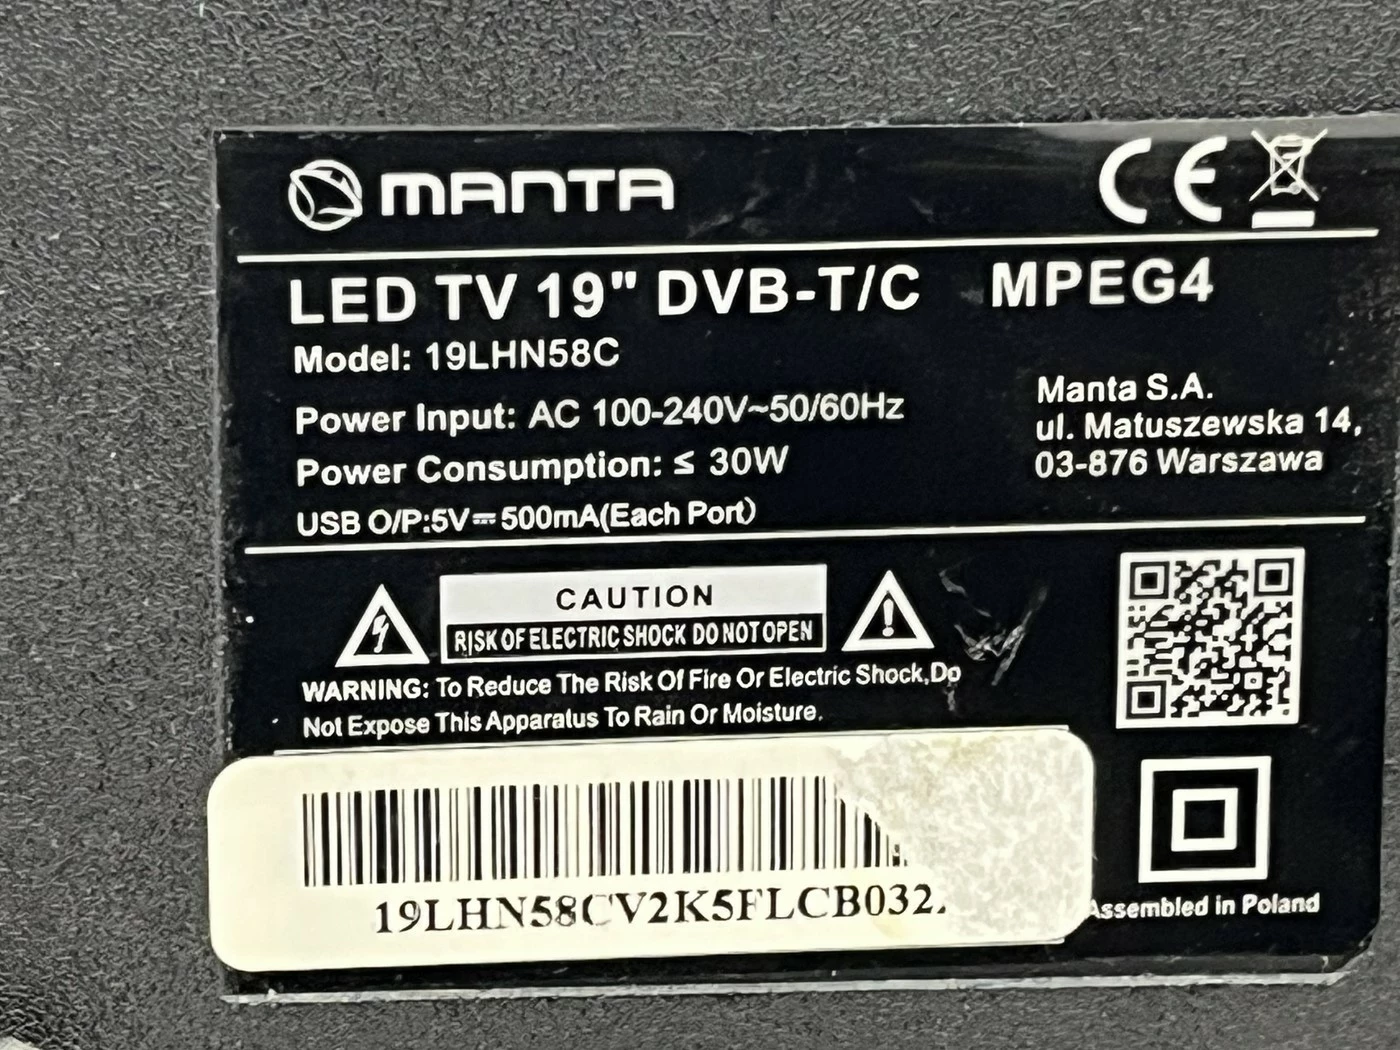 MANTA
CE
LED TV 19" DVB-T/C MPEG4
Model: 19LHN58C
Power Input: AC 100-240V~50/60Hz
Power Consumption: ≤ 30W
USB O/P:5V⎓500mA(Each Port)
Manta S.A.
ul. Matuszewska 14,
03-876 Warszawa
CAUTION
RISK OF ELECTRIC SHOCK DO NOT OPEN
WARNING: To Reduce The Risk Of Fire Or Electric Shock,Do
Not Expose This Apparatus To Rain Or Moisture.
Assembled in Poland